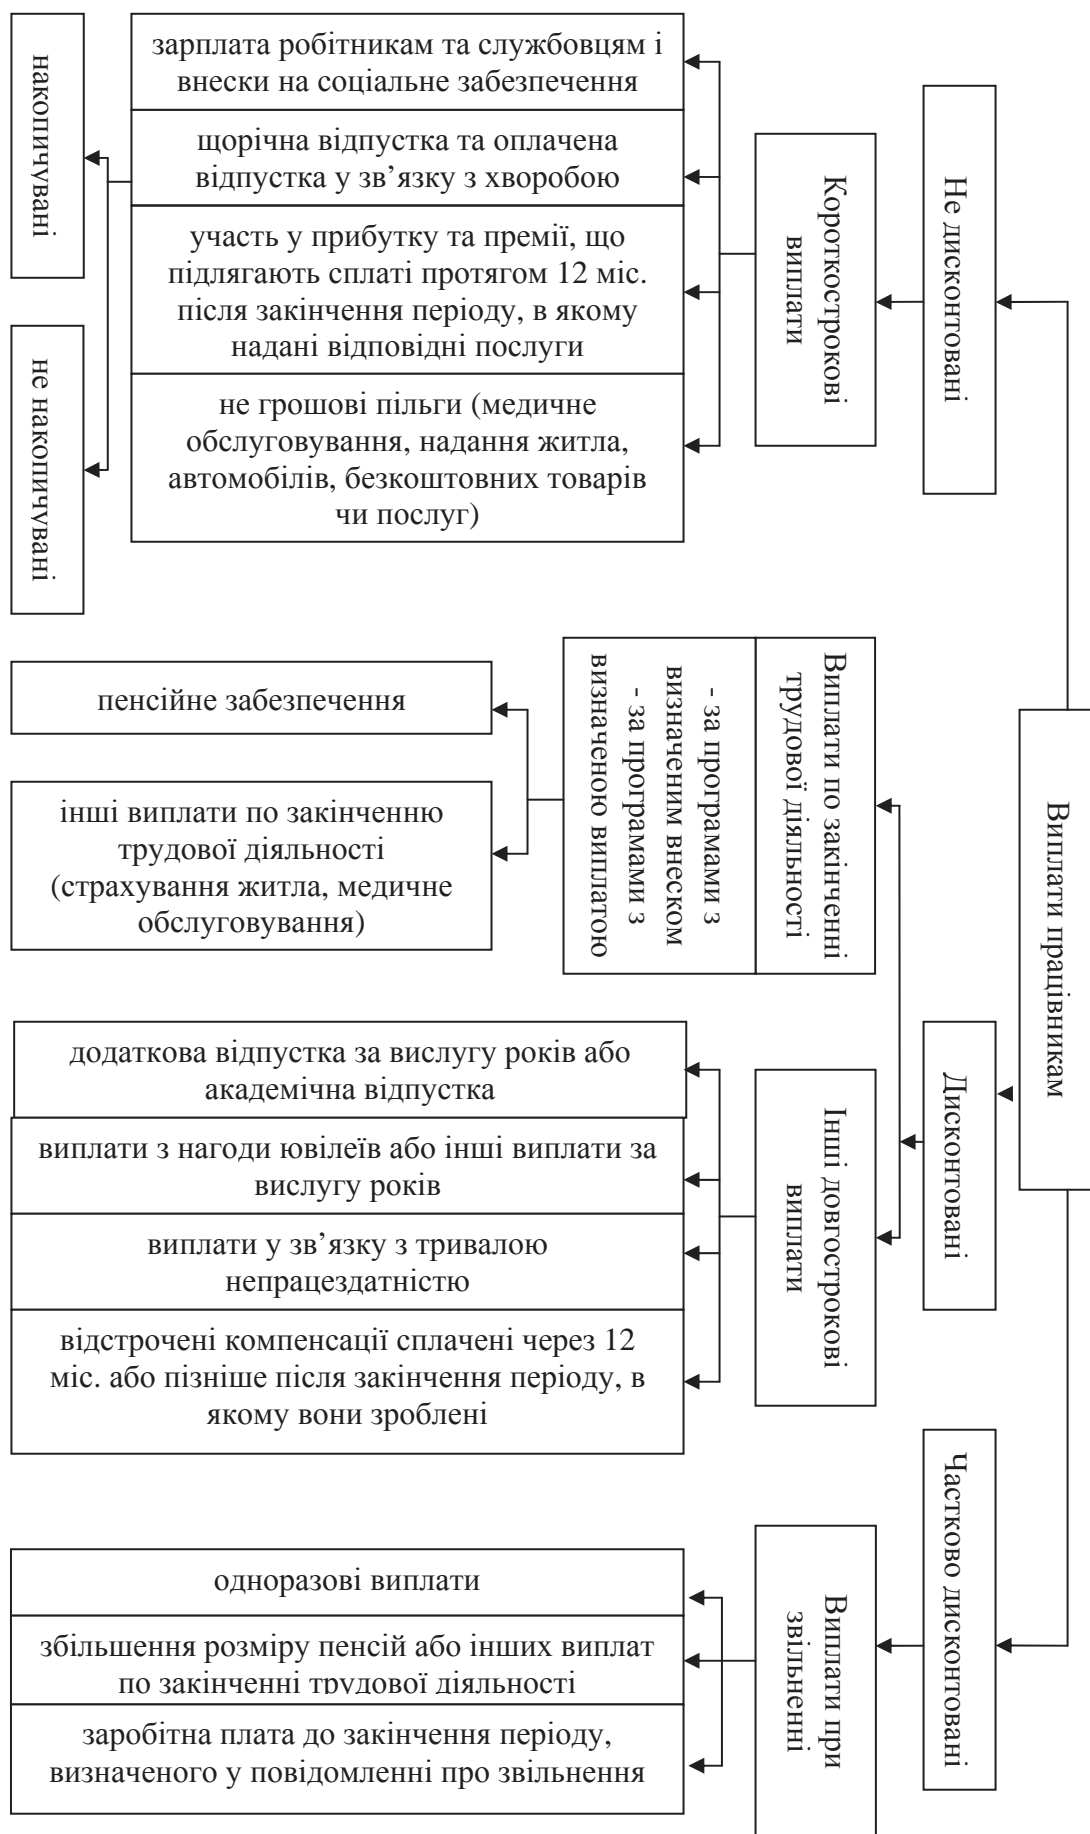 Виплати працівникам
Не дисконтовані
Короткострокові
виплати
зарплата робітникам та службовцям і
внески на соціальне забезпечення
щорічна відпустка та оплачена
відпустка у зв’язку з хворобою
участь у прибутку та премії, що
підлягають сплаті протягом 12 міс.
після закінчення періоду, в якому
надані відповідні послуги
не грошові пільги (медичне
обслуговування, надання житла,
автомобілів, безкоштовних товарів
чи послуг)
накопичувані
не накопичувані
Дисконтовані
Виплати по закінченні
трудової діяльності
- за програмами з
визначеним внеском
- за програмами з
визначеною виплатою
пенсійне забезпечення
інші виплати по закінченню
трудової діяльності
(страхування житла, медичне
обслуговування)
Інші довгострокові
виплати
додаткова відпустка за вислугу років або
академічна відпустка
виплати з нагоди ювілеїв або інші виплати за
вислугу років
виплати у зв’язку з тривалою
непрацездатністю
відстрочені компенсації сплачені через 12
міс. або пізніше після закінчення періоду, в
якому вони зроблені
Частково дисконтовані
Виплати при
звільненні
одноразові виплати
збільшення розміру пенсій або інших виплат
по закінченні трудової діяльності
заробітна плата до закінчення періоду,
визначеного у повідомленні про звільнення